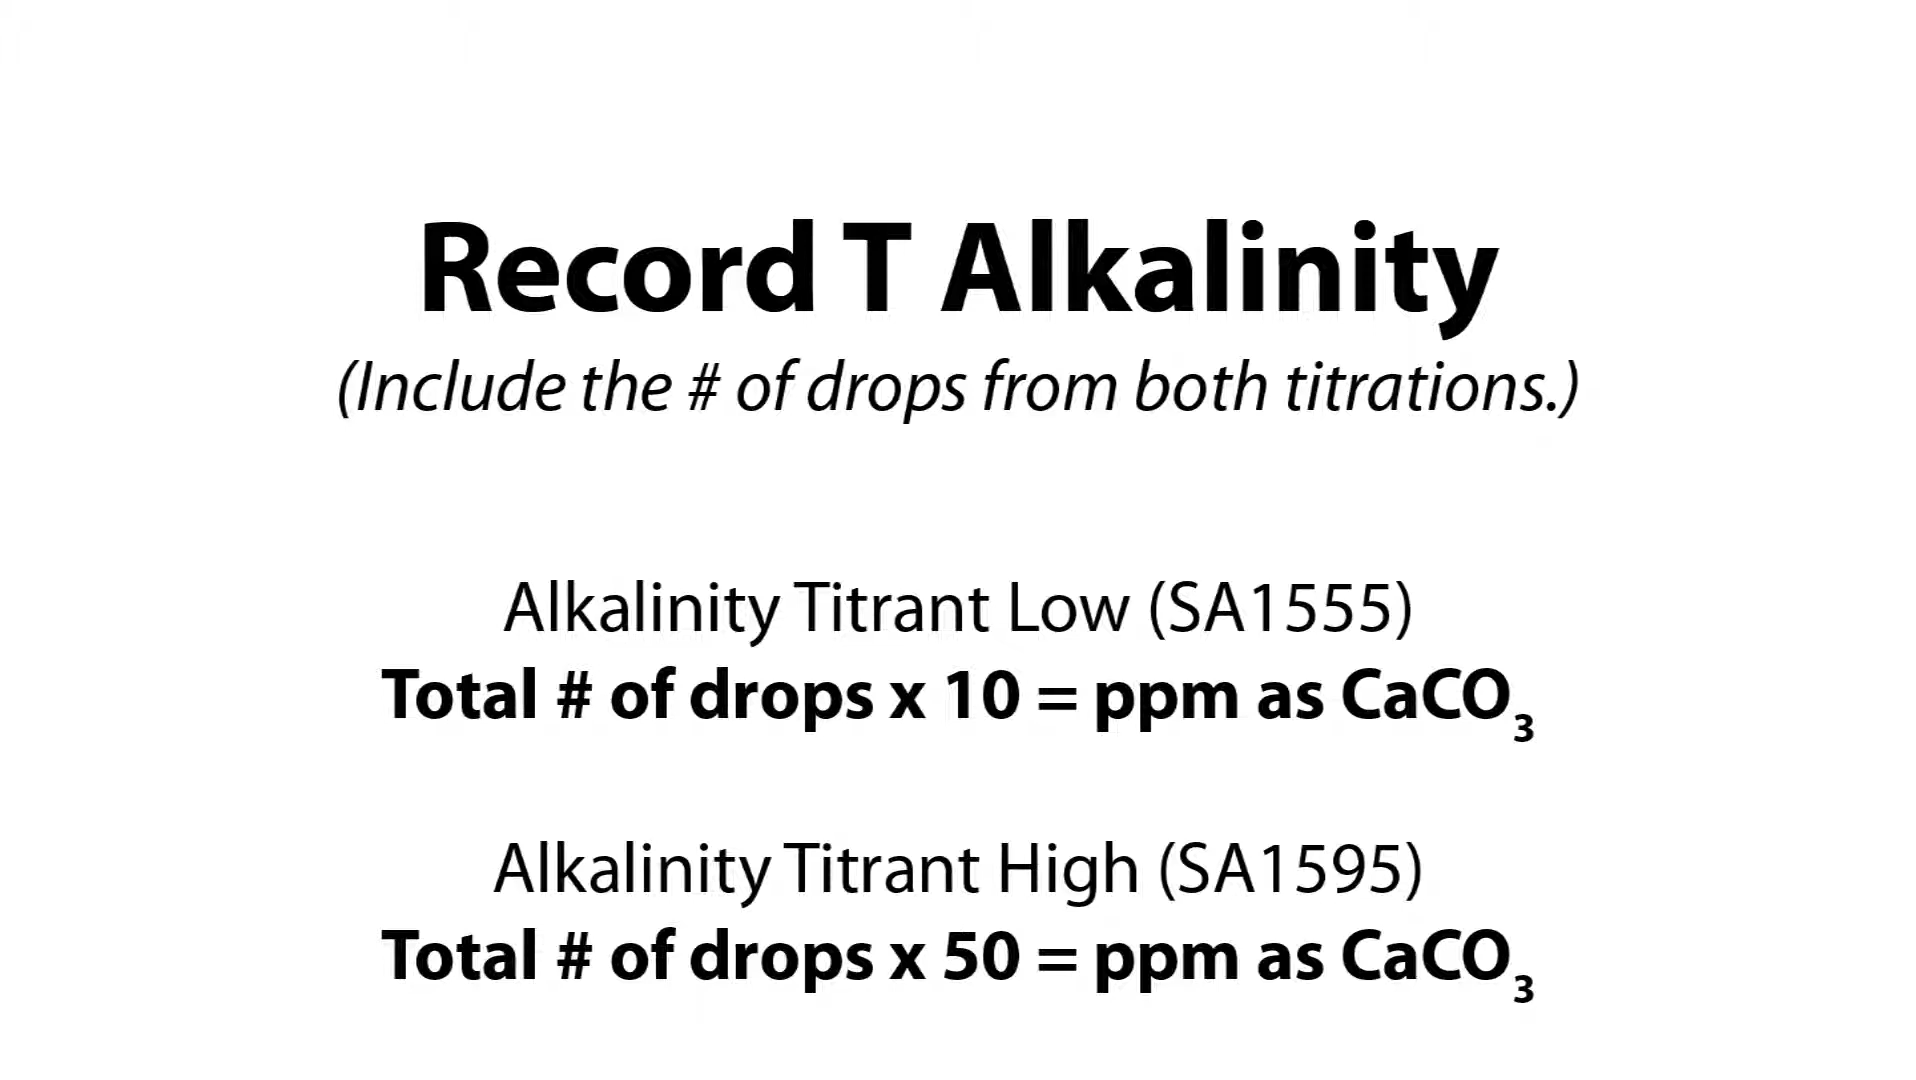 Record T Alkalinity
(Include the # of drops from both titrations.)
Alkalinity Titrant Low (SA1555)
Total # of drops x 10 = ppm as CaCO₃
Alkalinity Titrant High (SA1595)
Total # of drops x 50 = ppm as CaCO₃